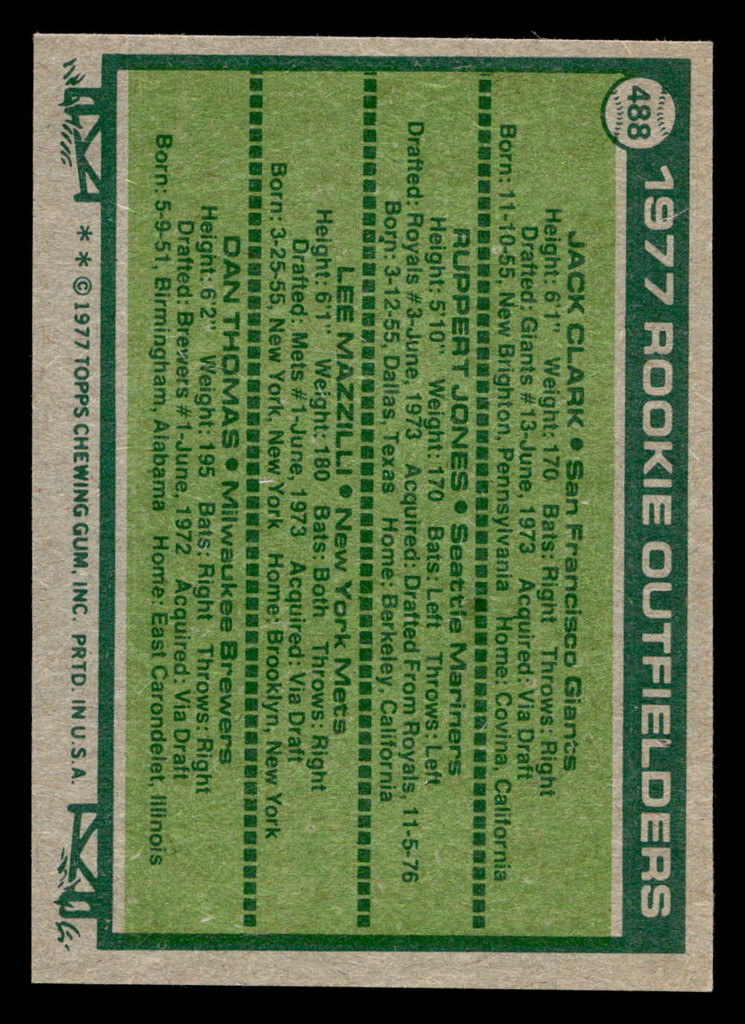 488
1977 ROOKIE OUTFIELDERS
JACK CLARK • San Francisco Giants
Height: 6'1" Weight: 170 Bats: Right Throws: Right
Drafted: Giants #13-June, 1973 Acquired: Via Draft
Born: 11-10-55, New Brighton, Pennsylvania Home: Covina, California
RUPPERT JONES • Seattle Mariners
Height: 5'10" Weight: 170 Bats: Left Throws: Left
Drafted: Royals #3-June, 1973 Acquired: Drafted From Royals, 11-5-76
Born: 3-12-55, Dallas, Texas Home: Berkeley, California
LEE MAZZILLI • New York Mets
Height: 6'1" Weight: 180 Bats: Both Throws: Right
Drafted: Mets #1-June, 1973 Acquired: Via Draft
Born: 3-25-55, New York, New York Home: Brooklyn, New York
DAN THOMAS • Milwaukee Brewers
Height: 6'2" Weight: 195 Bats: Right Throws: Right
Drafted: Brewers #1-June, 1972 Acquired: Via Draft
Born: 5-9-51, Birmingham, Alabama Home: East Carondelet, Illinois
* * © 1977 TOPPS CHEWING GUM, INC. PRTD. IN U.S.A.